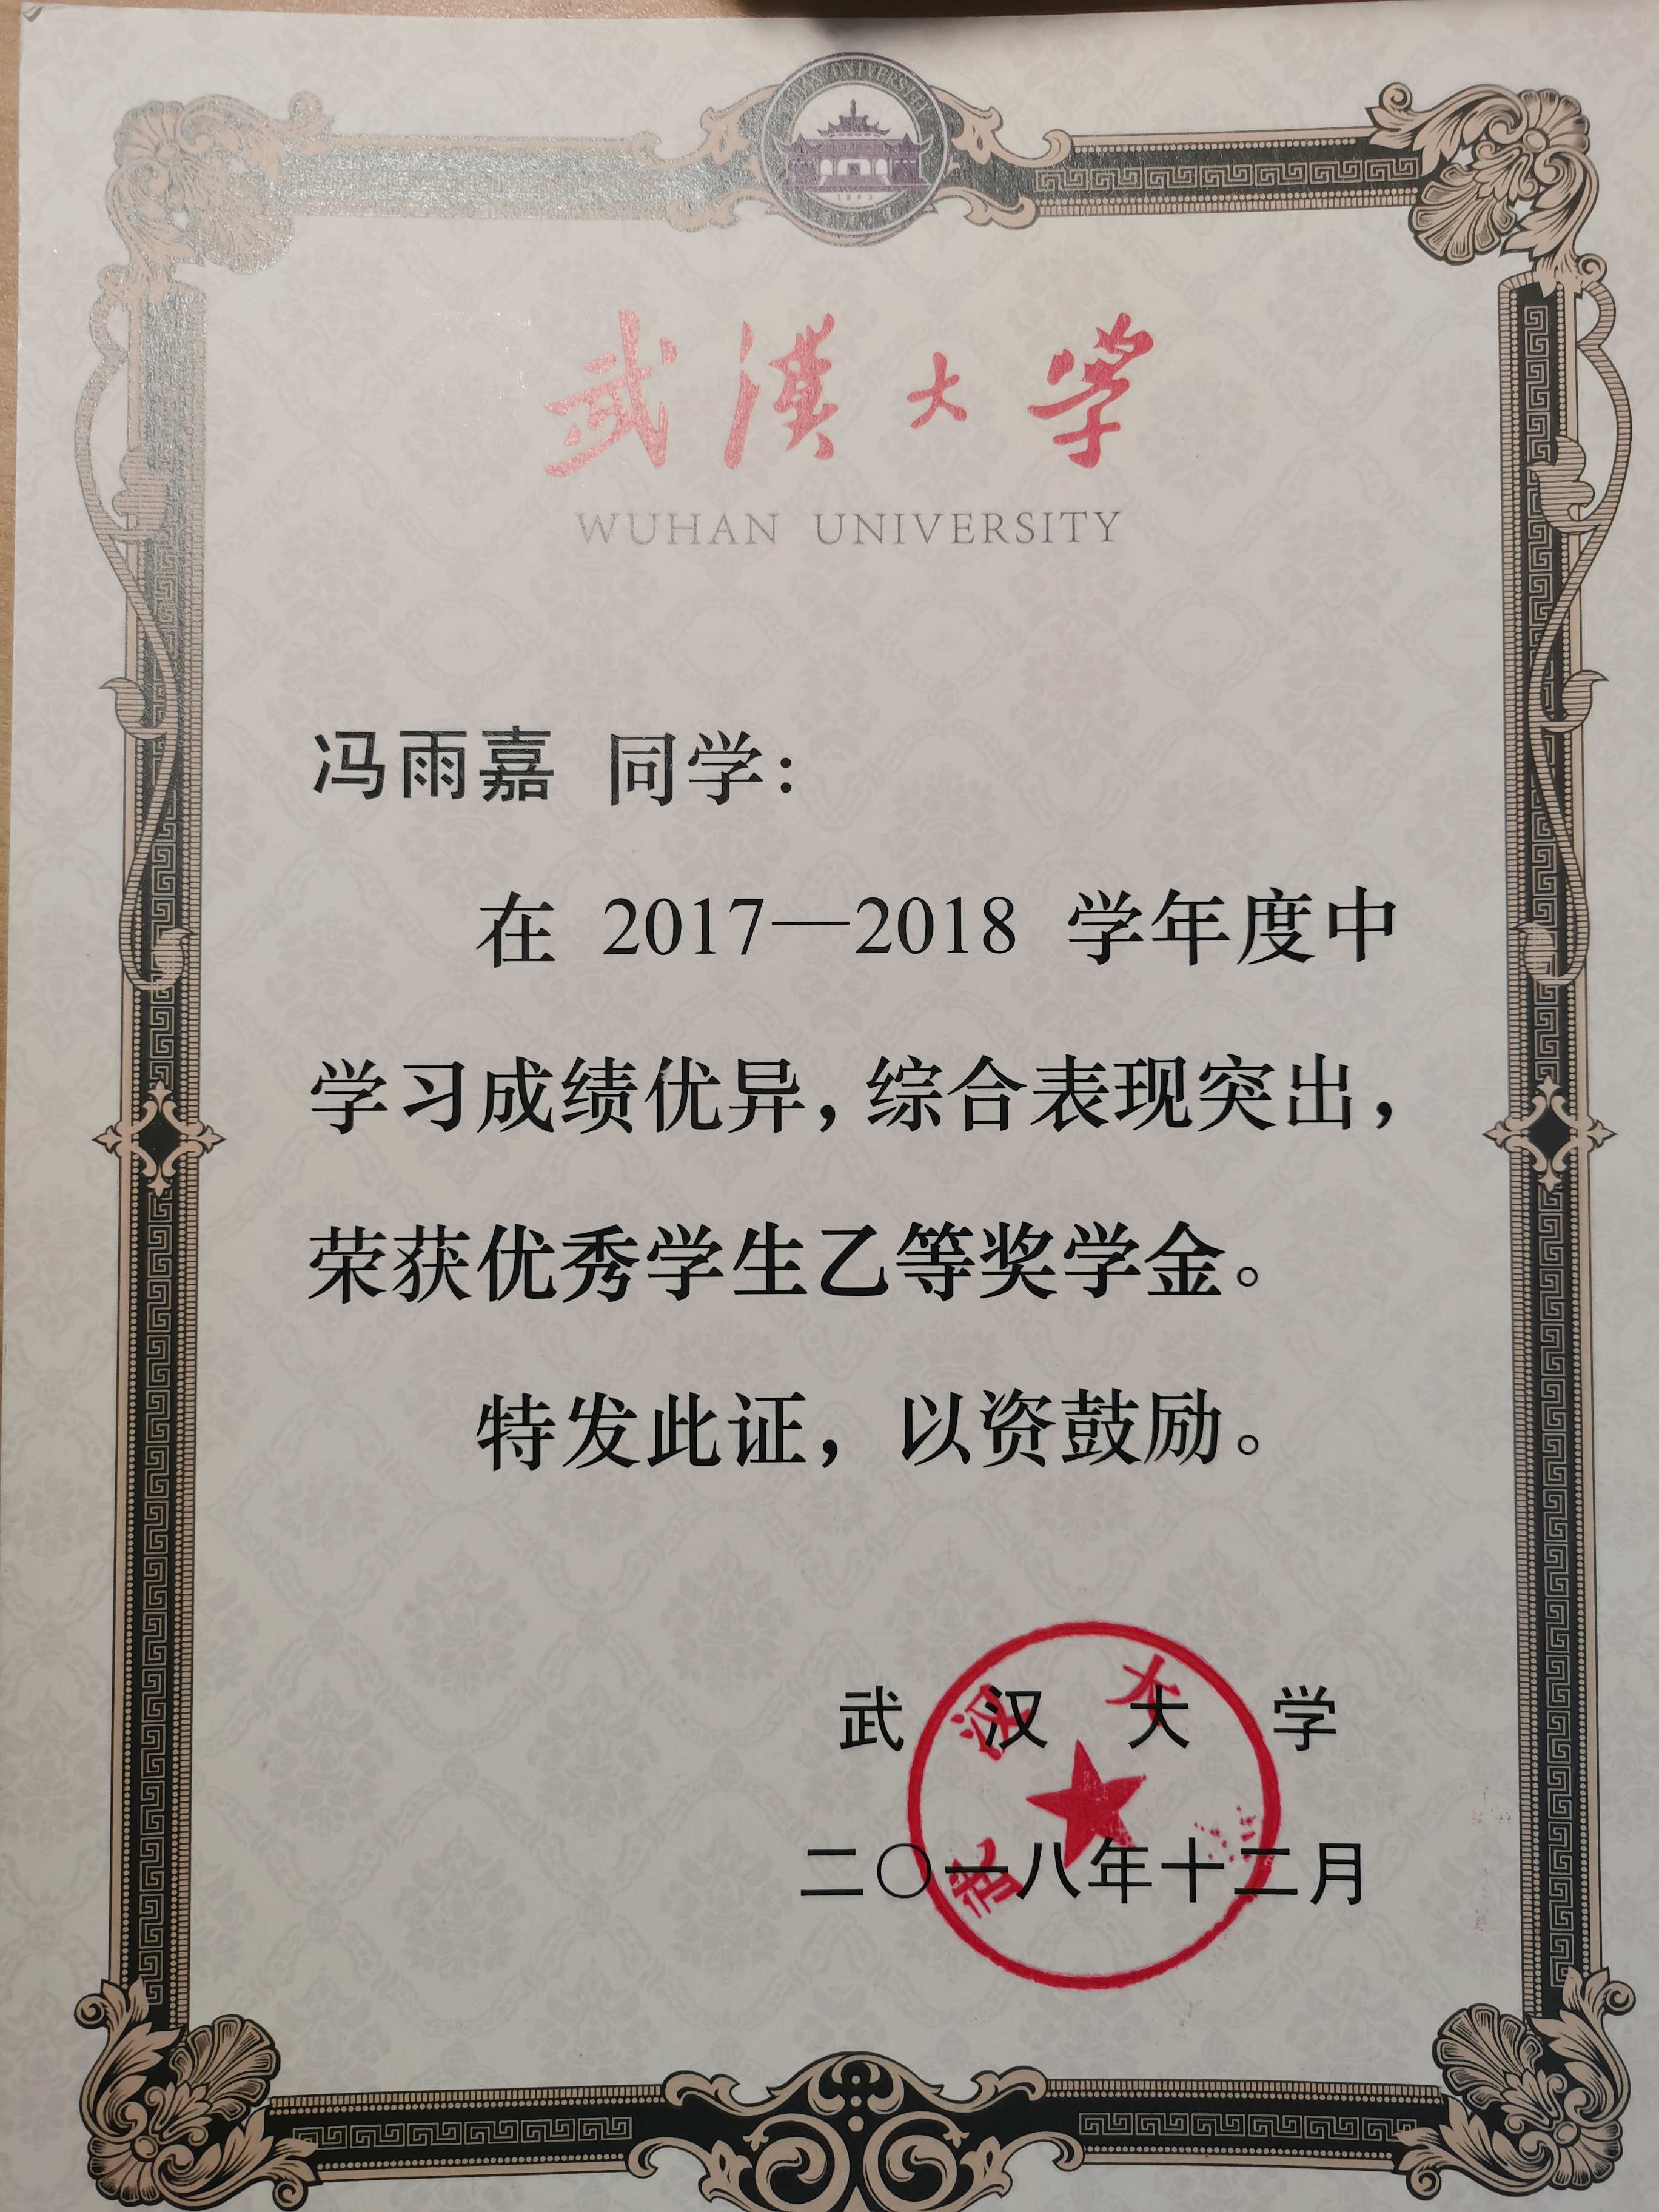 WUHAN UNIVERSITY
1893
武漢大学
WUHAN UNIVERSITY
冯雨嘉 同学:
在 2017—2018 学年度中
学习成绩优异,综合表现突出,
荣获优秀学生乙等奖学金。
特发此证，以资鼓励。
武汉大学
武汉大
二〇一八年十二月